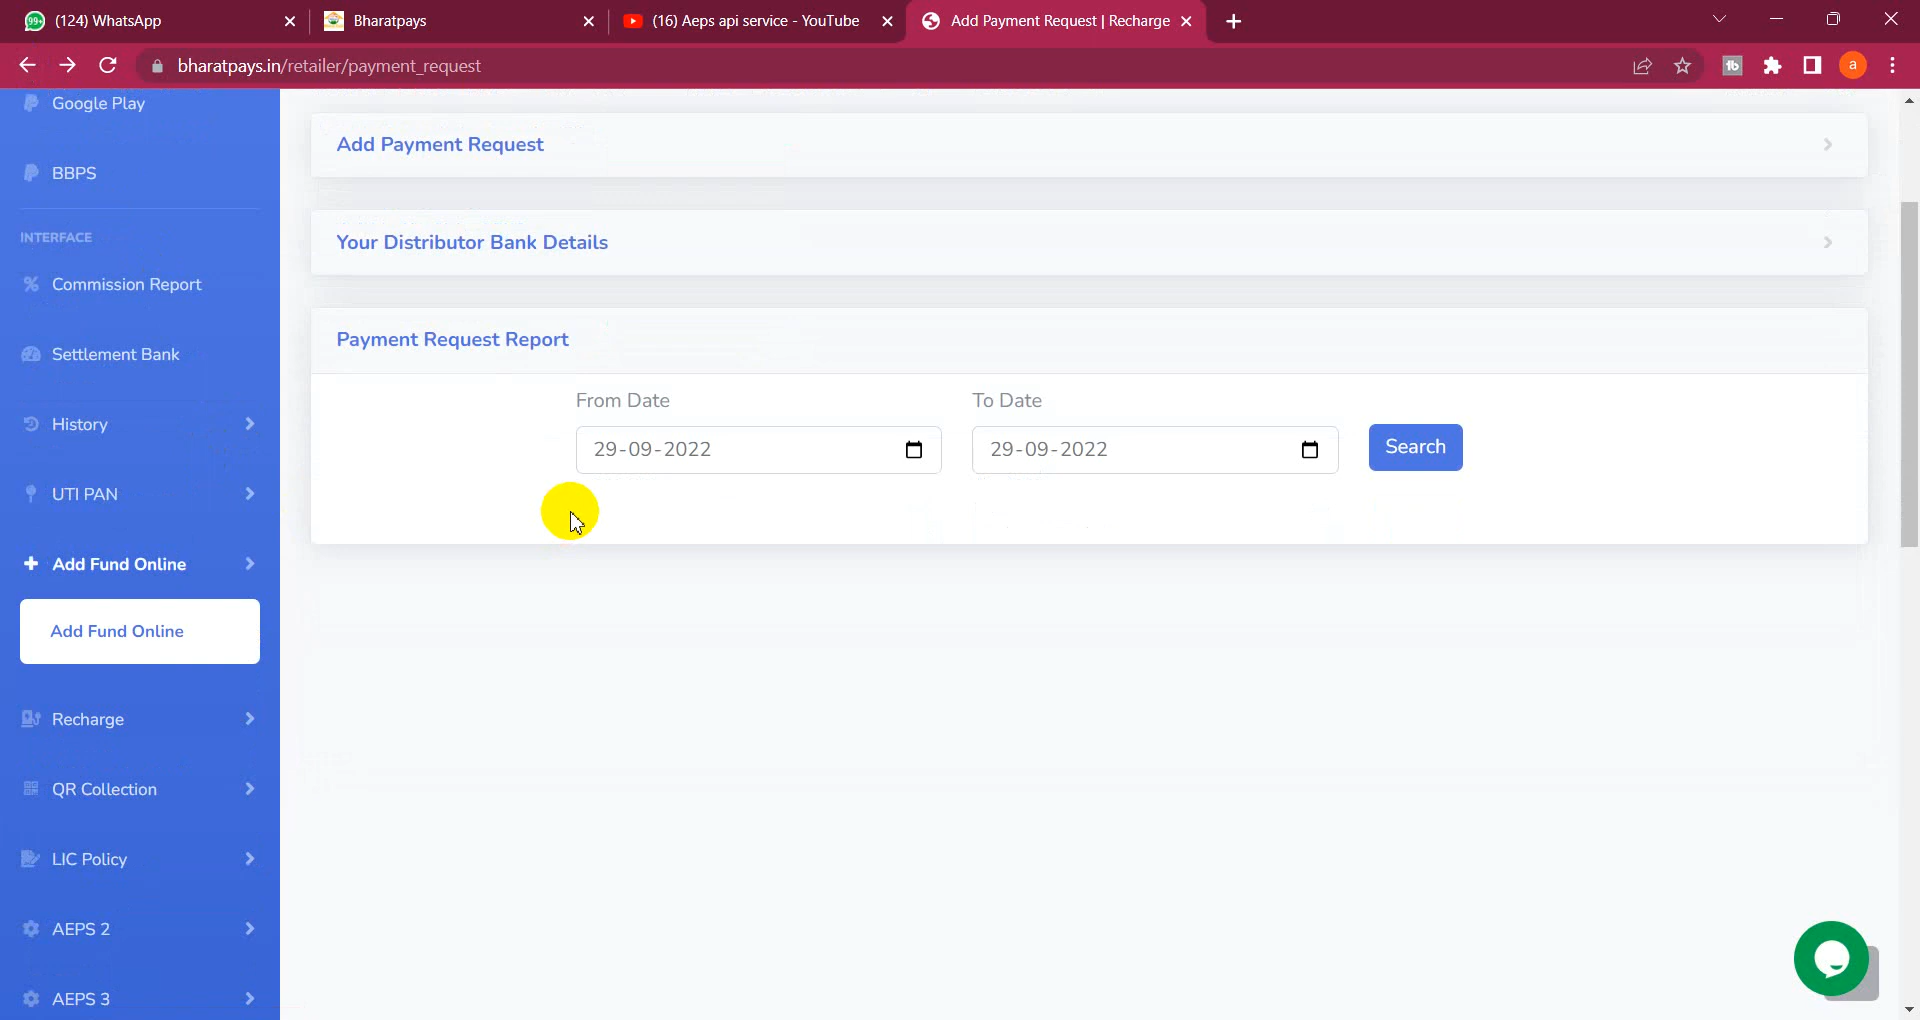 (124) WhatsApp
Bharatpays
(16) Aeps api service - YouTube
Add Payment Request | Recharge
bharatpays.in/retailer/payment_request
a
Google Play
BBPS
INTERFACE
Commission Report
Settlement Bank
History
UTI PAN
Add Fund Online
Add Fund Online
Recharge
QR Collection
LIC Policy
AEPS 2
AEPS 3
Add Payment Request
Your Distributor Bank Details
Payment Request Report
From Date
To Date
29-09-2022
29-09-2022
Search